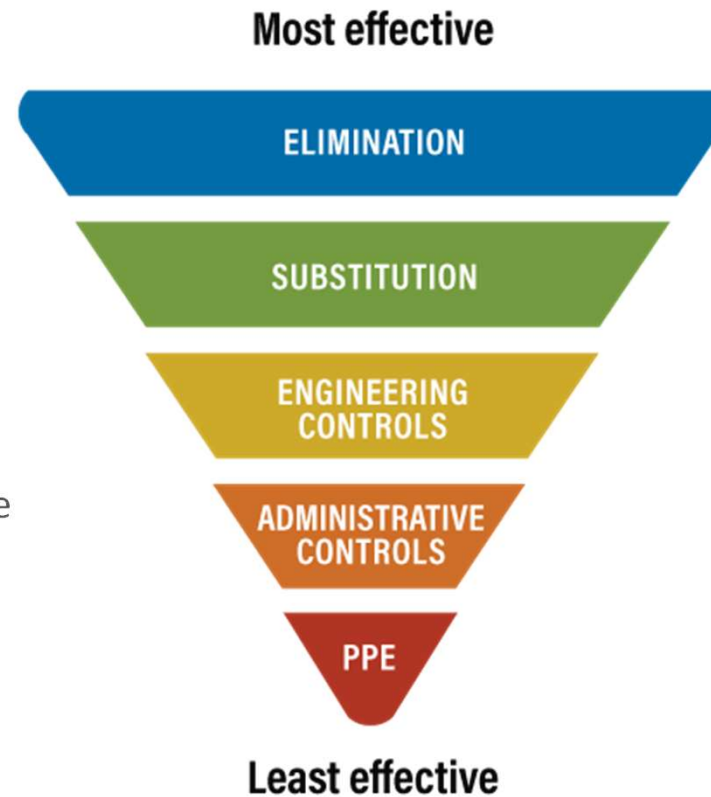 Most effective
ELIMINATION
SUBSTITUTION
ENGINEERING
CONTROLS
e
ADMINISTRATIVE
CONTROLS
PPE
Least effective